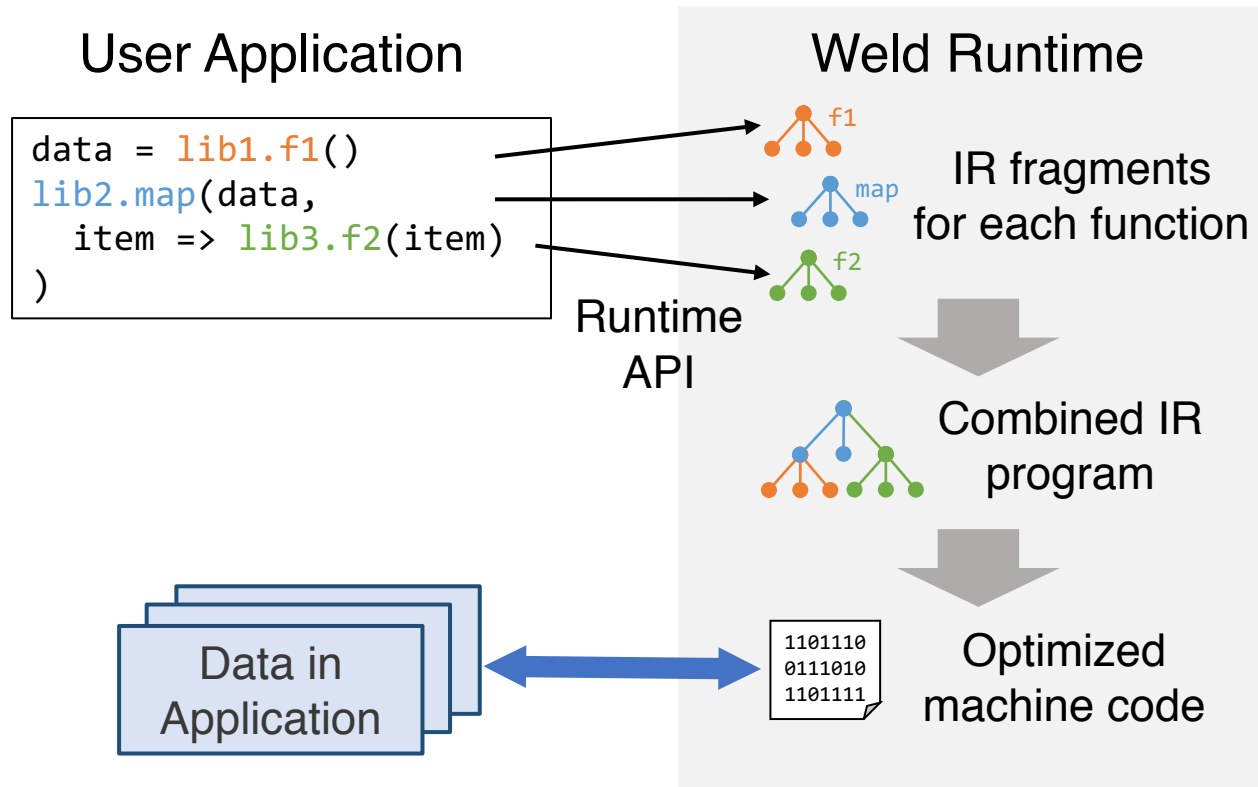 User Application
Weld Runtime
data = lib1.f1()
lib2.map(data,
  item => lib3.f2(item)
)
f1
map
f2
IR fragments
for each function
Runtime
API
Combined IR
program
Data in
Application
1101110
0111010
1101111
Optimized
machine code